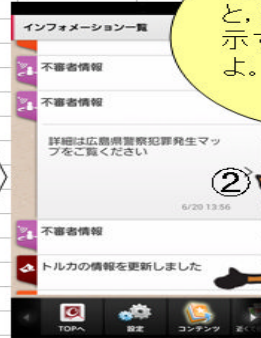 インフォメーション一覧
と,
示す
よ。
不審者情報
不審者情報
詳細は広島県警察犯罪発生マッ
プをご覧ください
②
6/20 13:56
不審者情報
トルカの情報を更新しました
TOPへ
設定
コンテンツ